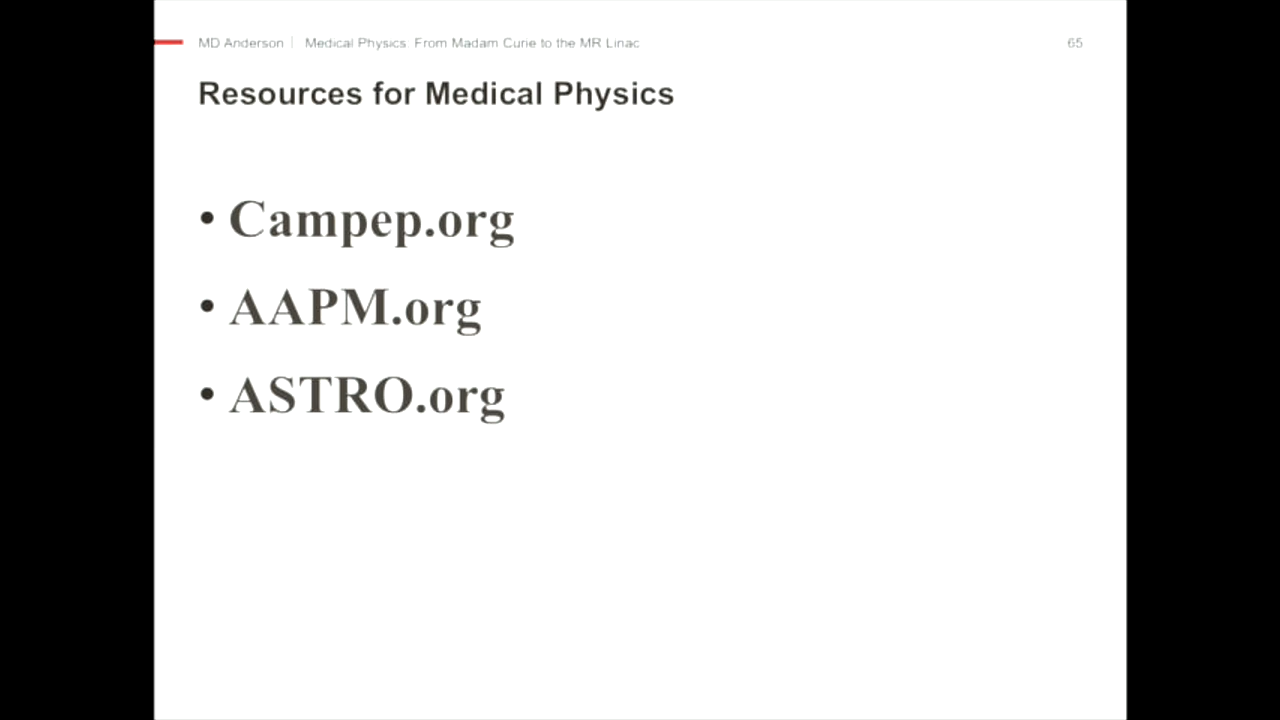 MD Anderson | Medical Physics From Madam Curie to the MR Linac 65
Resources for Medical Physics
• Campep.org
• AAPM.org
• ASTRO.org